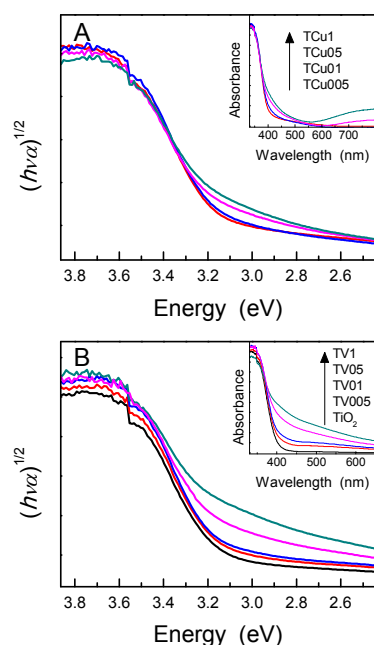 A
(hνα)^1/2
3.8 3.6 3.4 3.2 3.0 2.8 2.6
Energy (eV)
TCu1
TCu05
TCu01
TCu005
Absorbance
400 500 600 700
Wavelength (nm)
B
(hνα)^1/2
3.8 3.6 3.4 3.2 3.0 2.8 2.6
Energy (eV)
TV1
TV05
TV01
TV005
TiO₂
Absorbance
400 500 600
Wavelength (nm)